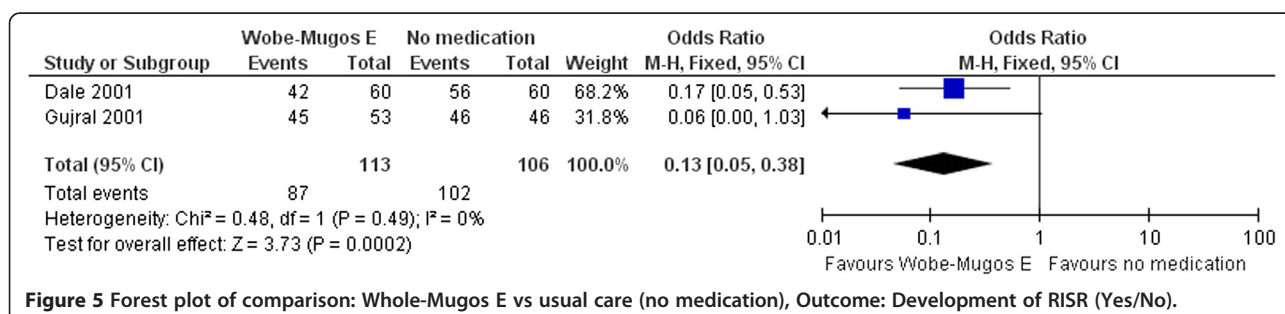 Wobe-Mugos E No medication Odds Ratio Odds Ratio
Study or Subgroup Events Total Events Total Weight M-H, Fixed, 95% CI M-H, Fixed, 95% CI
Dale 2001 42 60 56 60 68.2% 0.17 [0.05, 0.53]
Gujral 2001 45 53 46 46 31.8% 0.06 [0.00, 1.03]
Total (95% CI) 113 106 100.0% 0.13 [0.05, 0.38]
Total events 87 102
Heterogeneity: Chi² = 0.48, df = 1 (P = 0.49); I² = 0%
Test for overall effect: Z = 3.73 (P = 0.0002)
0.01 0.1 1 10 100
Favours Wobe-Mugos E Favours no medication
Figure 5 Forest plot of comparison: Whole-Mugos E vs usual care (no medication), Outcome: Development of RISR (Yes/No).